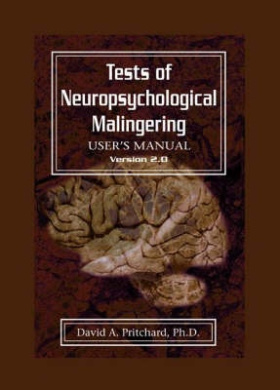 Tests of
Neuropsychological
Malingering
USER'S MANUAL
Version 2.0
David A. Pritchard, Ph.D.